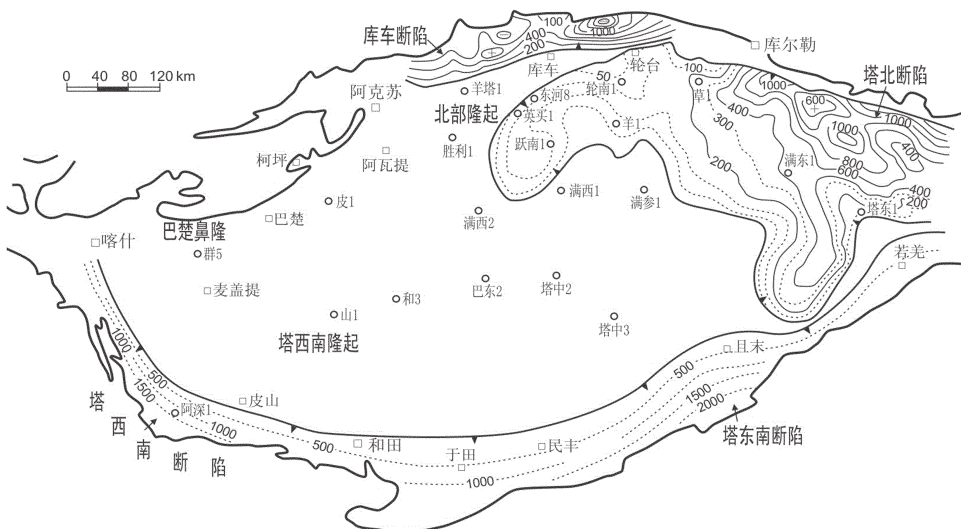 100
库车断陷
400
200
1000
库尔勒
0 40 80 120 km
库车
轮台
100
塔北断陷
50
阿克苏
羊塔1
东河8
轮南1
草1
1000
600
1000
北部隆起
英买1
400
羊1
300
1000
400
胜利1
跃南1
柯坪
阿瓦提
200
满东1
800
600
满西1
满参1
400
200
皮1
巴楚
满西2
塔东1
巴楚鼻隆
喀什
群5
若羌
麦盖提
巴东2
塔中2
和3
山1
塔中3
塔西南隆起
1000
500
1500
且末
500
塔西南断陷
皮山
阿深1
1000
1500
2000
塔东南断陷
500
和田
于田
民丰
1000